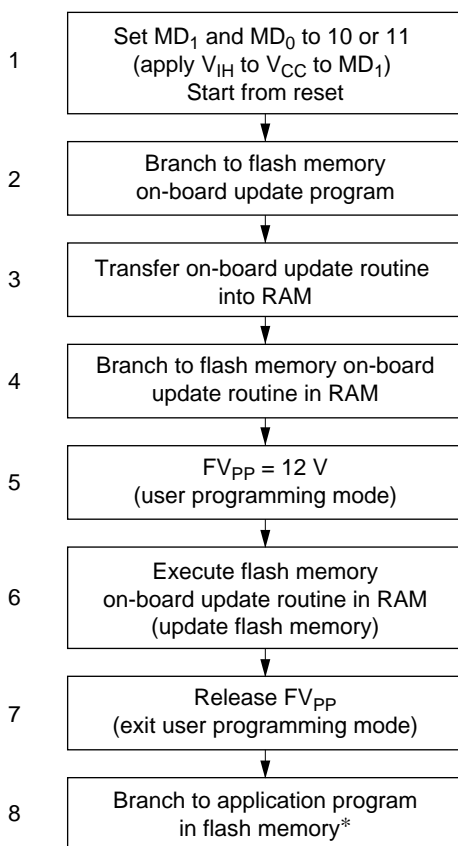 1
Set MD₁ and MD₀ to 10 or 11
(apply V_IH to V_CC to MD₁)
Start from reset
2
Branch to flash memory
on-board update program
3
Transfer on-board update routine
into RAM
4
Branch to flash memory on-board
update routine in RAM
5
FV_PP = 12 V
(user programming mode)
6
Execute flash memory
on-board update routine in RAM
(update flash memory)
7
Release FV_PP
(exit user programming mode)
8
Branch to application program
in flash memory*